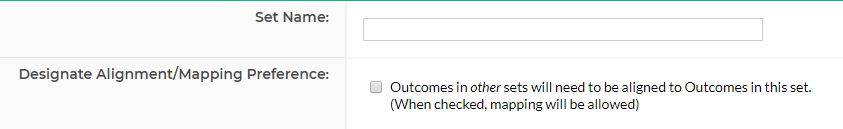 Set Name:
Designate Alignment/Mapping Preference:
Outcomes in other sets will need to be aligned to Outcomes in this set.
(When checked, mapping will be allowed)